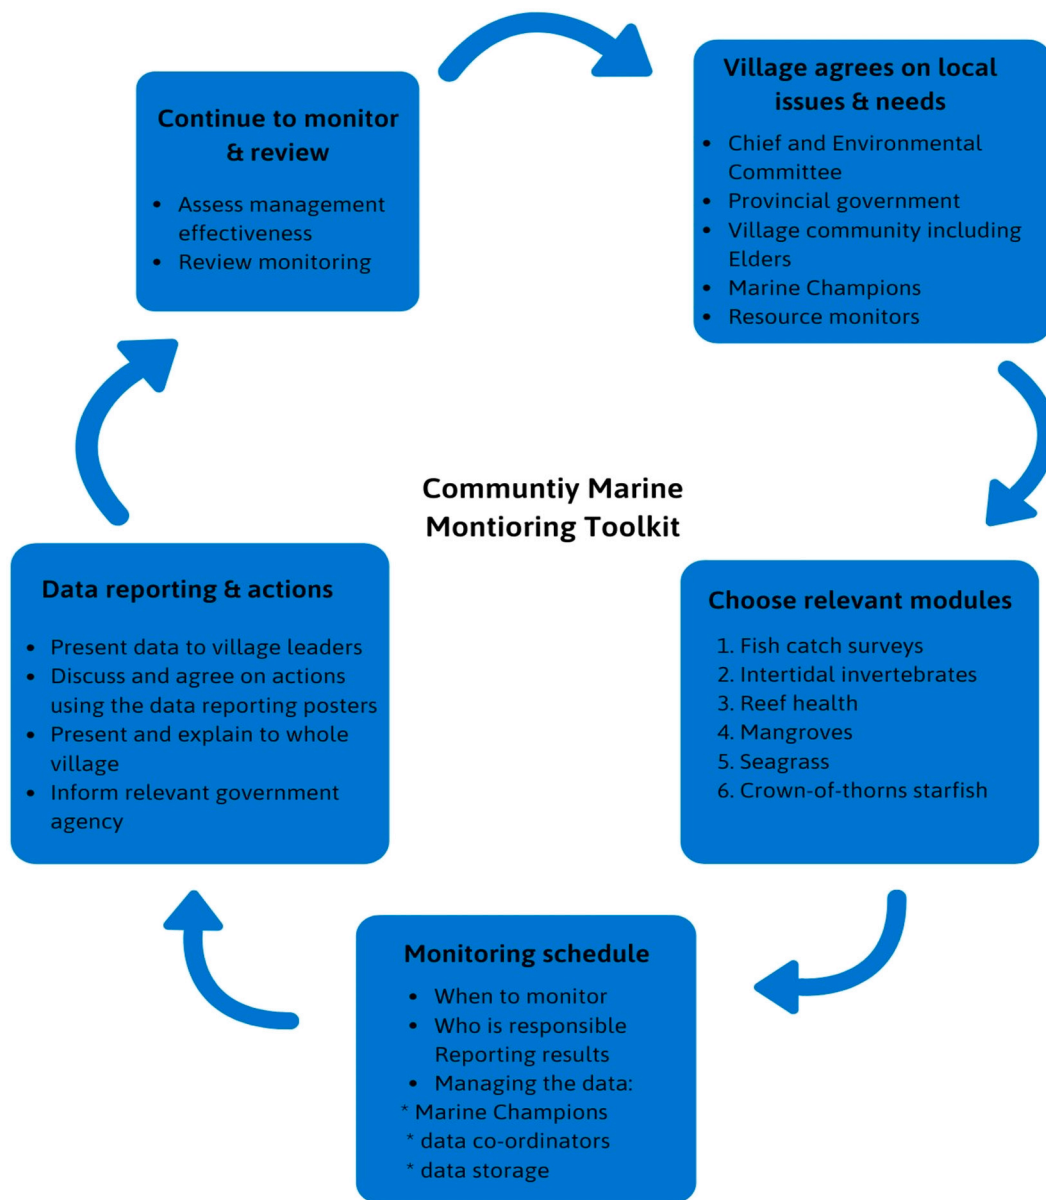 Continue to monitor
& review
• Assess management
effectiveness
• Review monitoring
Village agrees on local
issues & needs
• Chief and Environmental
Committee
• Provincial government
• Village community including
Elders
• Marine Champions
• Resource monitors
Communtiy Marine
Montioring Toolkit
Data reporting & actions
• Present data to village leaders
• Discuss and agree on actions
using the data reporting posters
• Present and explain to whole
village
• Inform relevant government
agency
Choose relevant modules
1. Fish catch surveys
2. Intertidal invertebrates
3. Reef health
4. Mangroves
5. Seagrass
6. Crown-of-thorns starfish
Monitoring schedule
• When to monitor
• Who is responsible
Reporting results
• Managing the data:
* Marine Champions
* data co-ordinators
* data storage